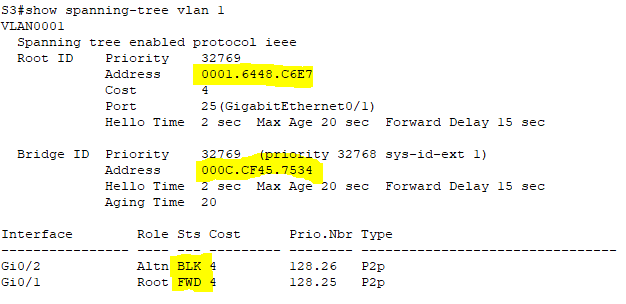 S3#show spanning-tree vlan 1
VLAN0001
  Spanning tree enabled protocol ieee
  Root ID    Priority    32769
             Address     0001.6448.C6E7
             Cost        4
             Port        25(GigabitEthernet0/1)
             Hello Time  2 sec  Max Age 20 sec  Forward Delay 15 sec

  Bridge ID  Priority    32769  (priority 32768 sys-id-ext 1)
             Address     000C.CF45.7534
             Hello Time  2 sec  Max Age 20 sec  Forward Delay 15 sec
             Aging Time  20

Interface        Role Sts Cost      Prio.Nbr Type
---------------- ---- --- --------- -------- --------------------------------
Gi0/2            Altn BLK 4         128.26   P2p
Gi0/1            Root FWD 4         128.25   P2p